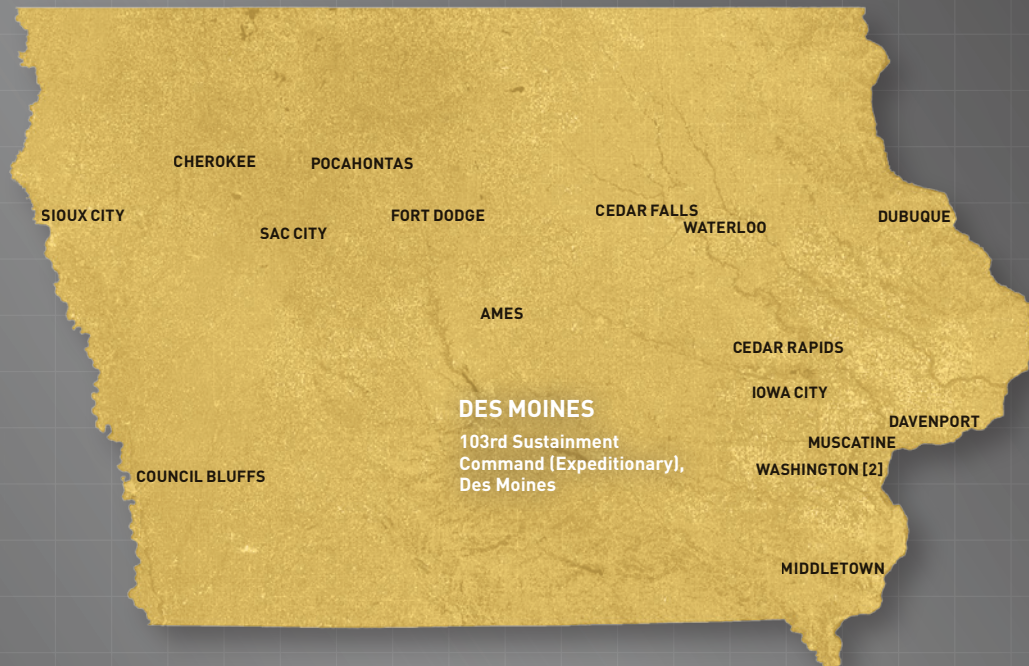 CHEROKEE
POCAHONTAS
SIOUX CITY
FORT DODGE
SAC CITY
CEDAR FALLS
WATERLOO
DUBUQUE
AMES
CEDAR RAPIDS
IOWA CITY
DES MOINES
103rd Sustainment
Command (Expeditionary),
Des Moines
DAVENPORT
MUSCATINE
WASHINGTON [2]
COUNCIL BLUFFS
MIDDLETOWN